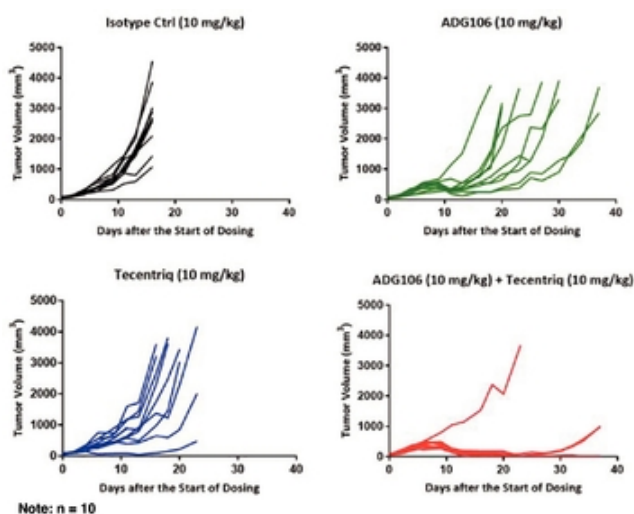 Isotype Ctrl (10 mg/kg)
5000
4000
3000
2000
1000
0
Tumor Volume (mm³)
0 10 20 30 40
Days after the Start of Dosing
ADG106 (10 mg/kg)
5000
4000
3000
2000
1000
0
Tumor Volume (mm³)
0 10 20 30 40
Days after the Start of Dosing
Tecentriq (10 mg/kg)
5000
4000
3000
2000
1000
0
Tumor Volume (mm³)
0 10 20 30 40
Days after the Start of Dosing
ADG106 (10 mg/kg) + Tecentriq (10 mg/kg)
5000
4000
3000
2000
1000
0
Tumor Volume (mm³)
0 10 20 30 40
Days after the Start of Dosing
Note: n = 10